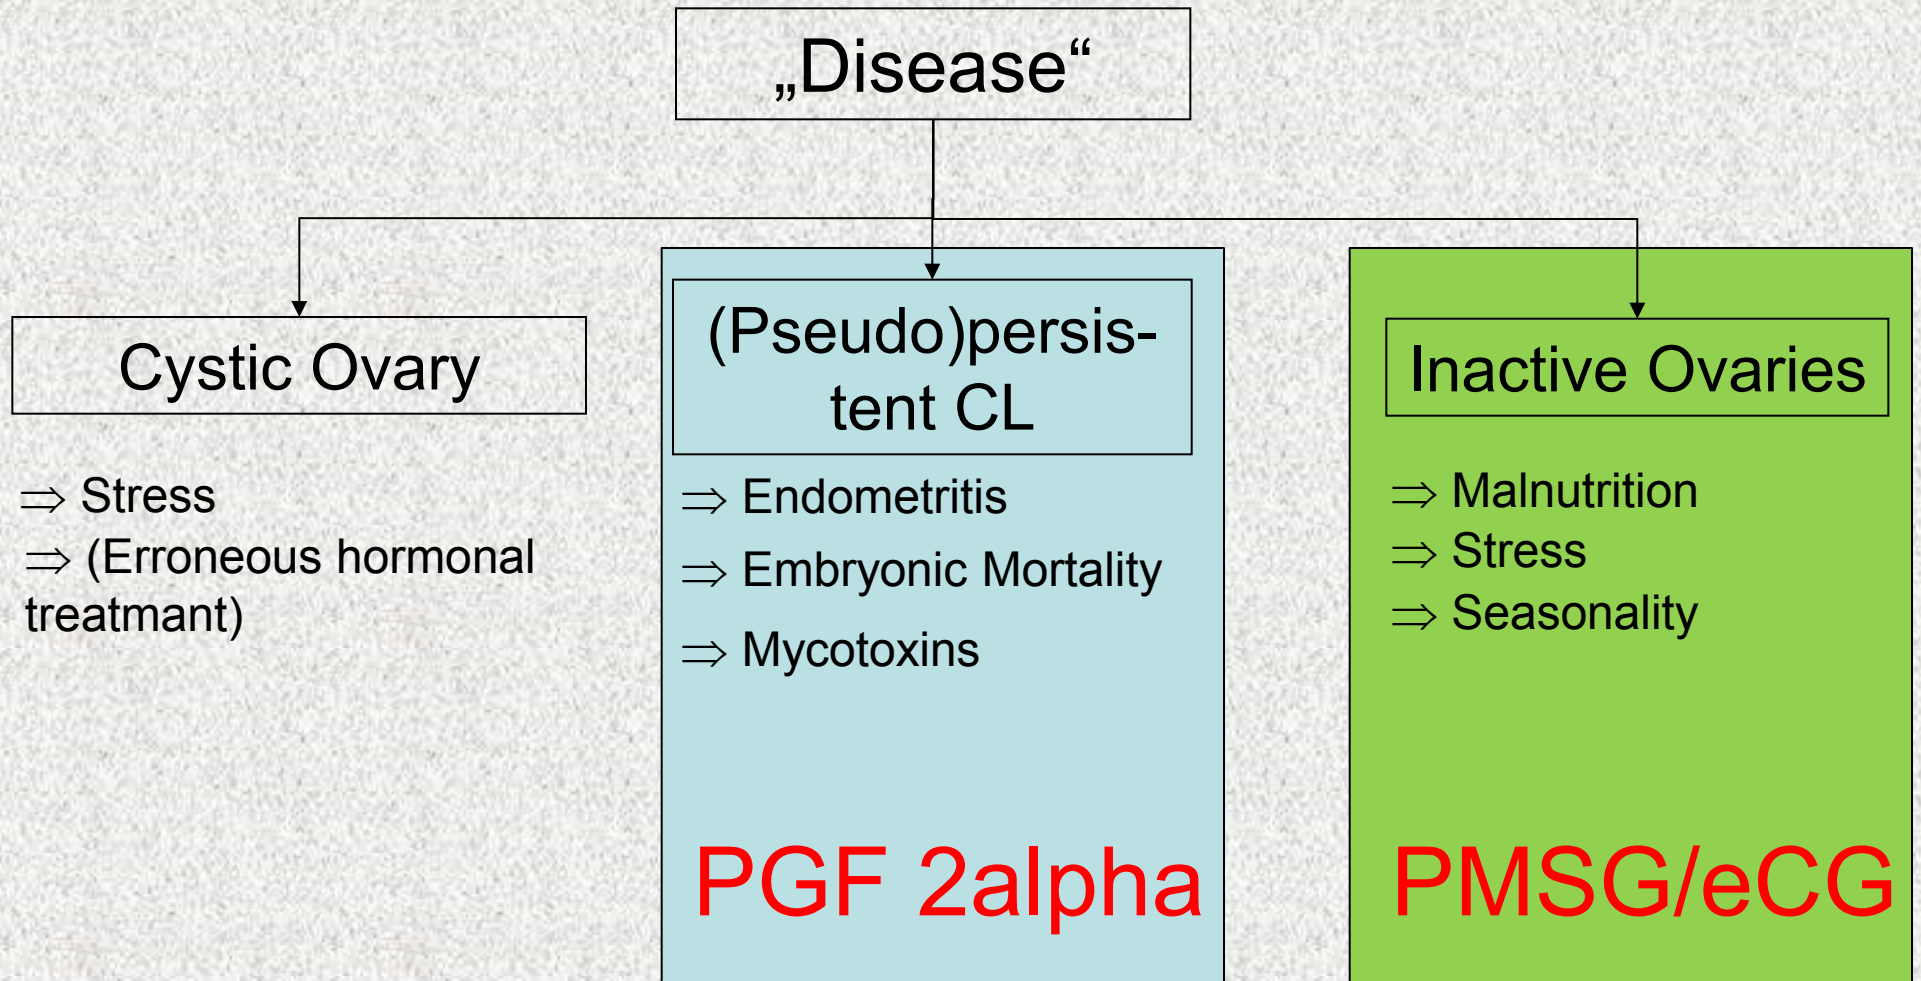 „Disease“
Cystic Ovary
⇒ Stress
⇒ (Erroneous hormonal
treatmant)
(Pseudo)persis-
tent CL
⇒ Endometritis
⇒ Embryonic Mortality
⇒ Mycotoxins
PGF 2alpha
Inactive Ovaries
⇒ Malnutrition
⇒ Stress
⇒ Seasonality
PMSG/eCG